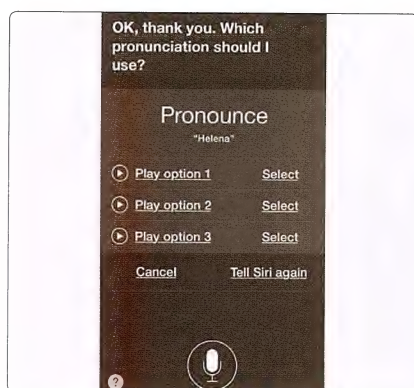 OK, thank you. Which
pronunciation should I
use?
Pronounce
"Helena"
Play option 1 Select
Play option 2 Select
Play option 3 Select
Cancel Tell Siri again
?